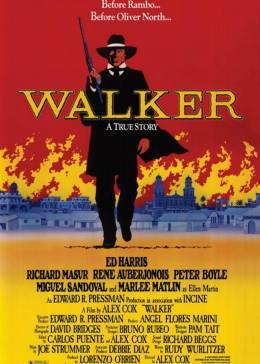 Before Rambo...
Before Oliver North...
WALKER
A TRUE STORY
ED HARRIS
RICHARD MASUR RENE AUBERJONOIS PETER BOYLE
MIGUEL SANDOVAL and MARLEE MATLIN as Ellen Martin
An EDWARD R. PRESSMAN Production in association with INCINE
A Film by ALEX COX "WALKER"
EDWARD R. PRESSMAN ANGEL FLORES MARINI
DAVID BRIDGES BRUNO RUBEO PAM TAIT
CARLOS PUENTE and ALEX COX RICHARD BEGGS
JOE STRUMMER DEBBIE DIAZ RUDY WURLITZER
LORENZO O'BRIEN ALEX COX